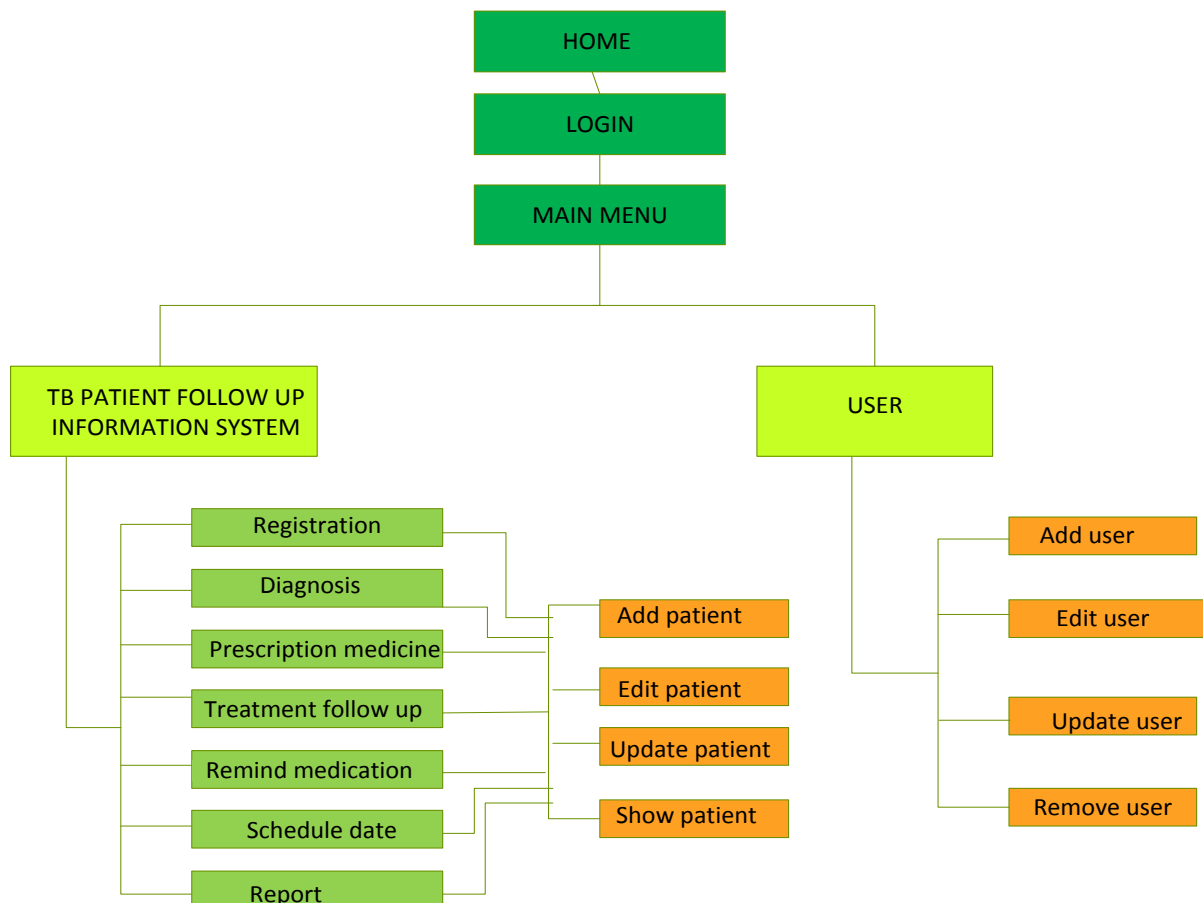 HOME
LOGIN
MAIN MENU
TB PATIENT FOLLOW UP
INFORMATION SYSTEM
USER
Registration
Diagnosis
Prescription medicine
Treatment follow up
Remind medication
Schedule date
Report
Add patient
Edit patient
Update patient
Show patient
Add user
Edit user
Update user
Remove user